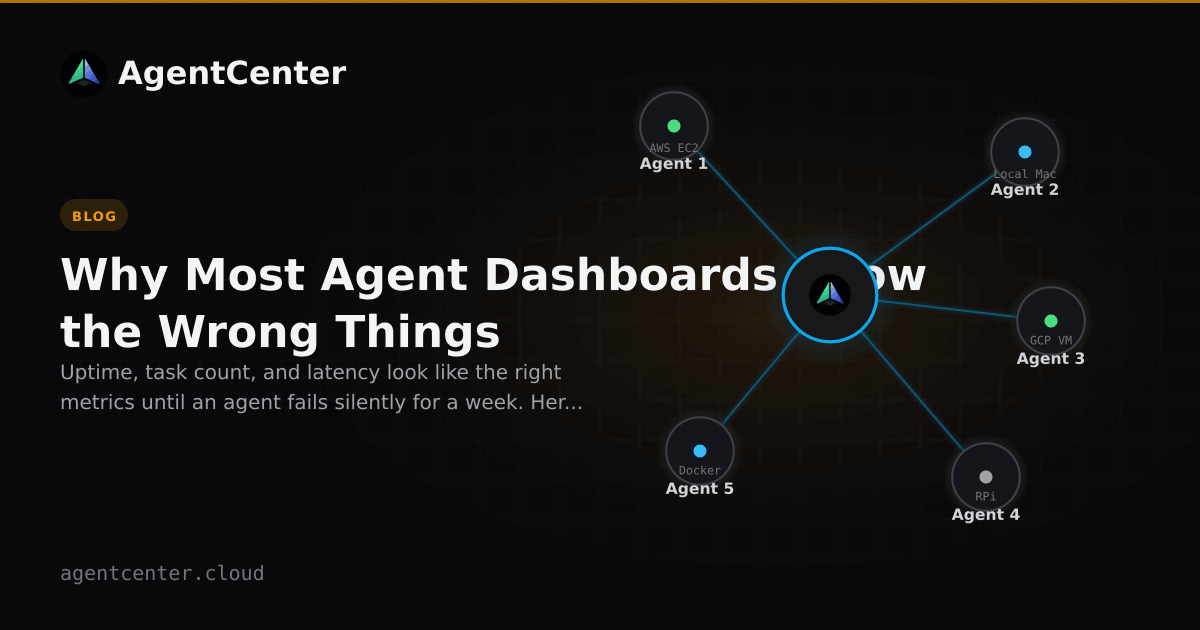 AgentCenter
BLOG
Why Most Agent Dashboards ow
the Wrong Things
Uptime, task count, and latency look like the right
metrics until an agent fails silently for a week. Her...
agentcenter.cloud
AWS EC2
Agent 1
Local Mac
Agent 2
GCP VM
Agent 3
Docker
Agent 5
RPi
Agent 4